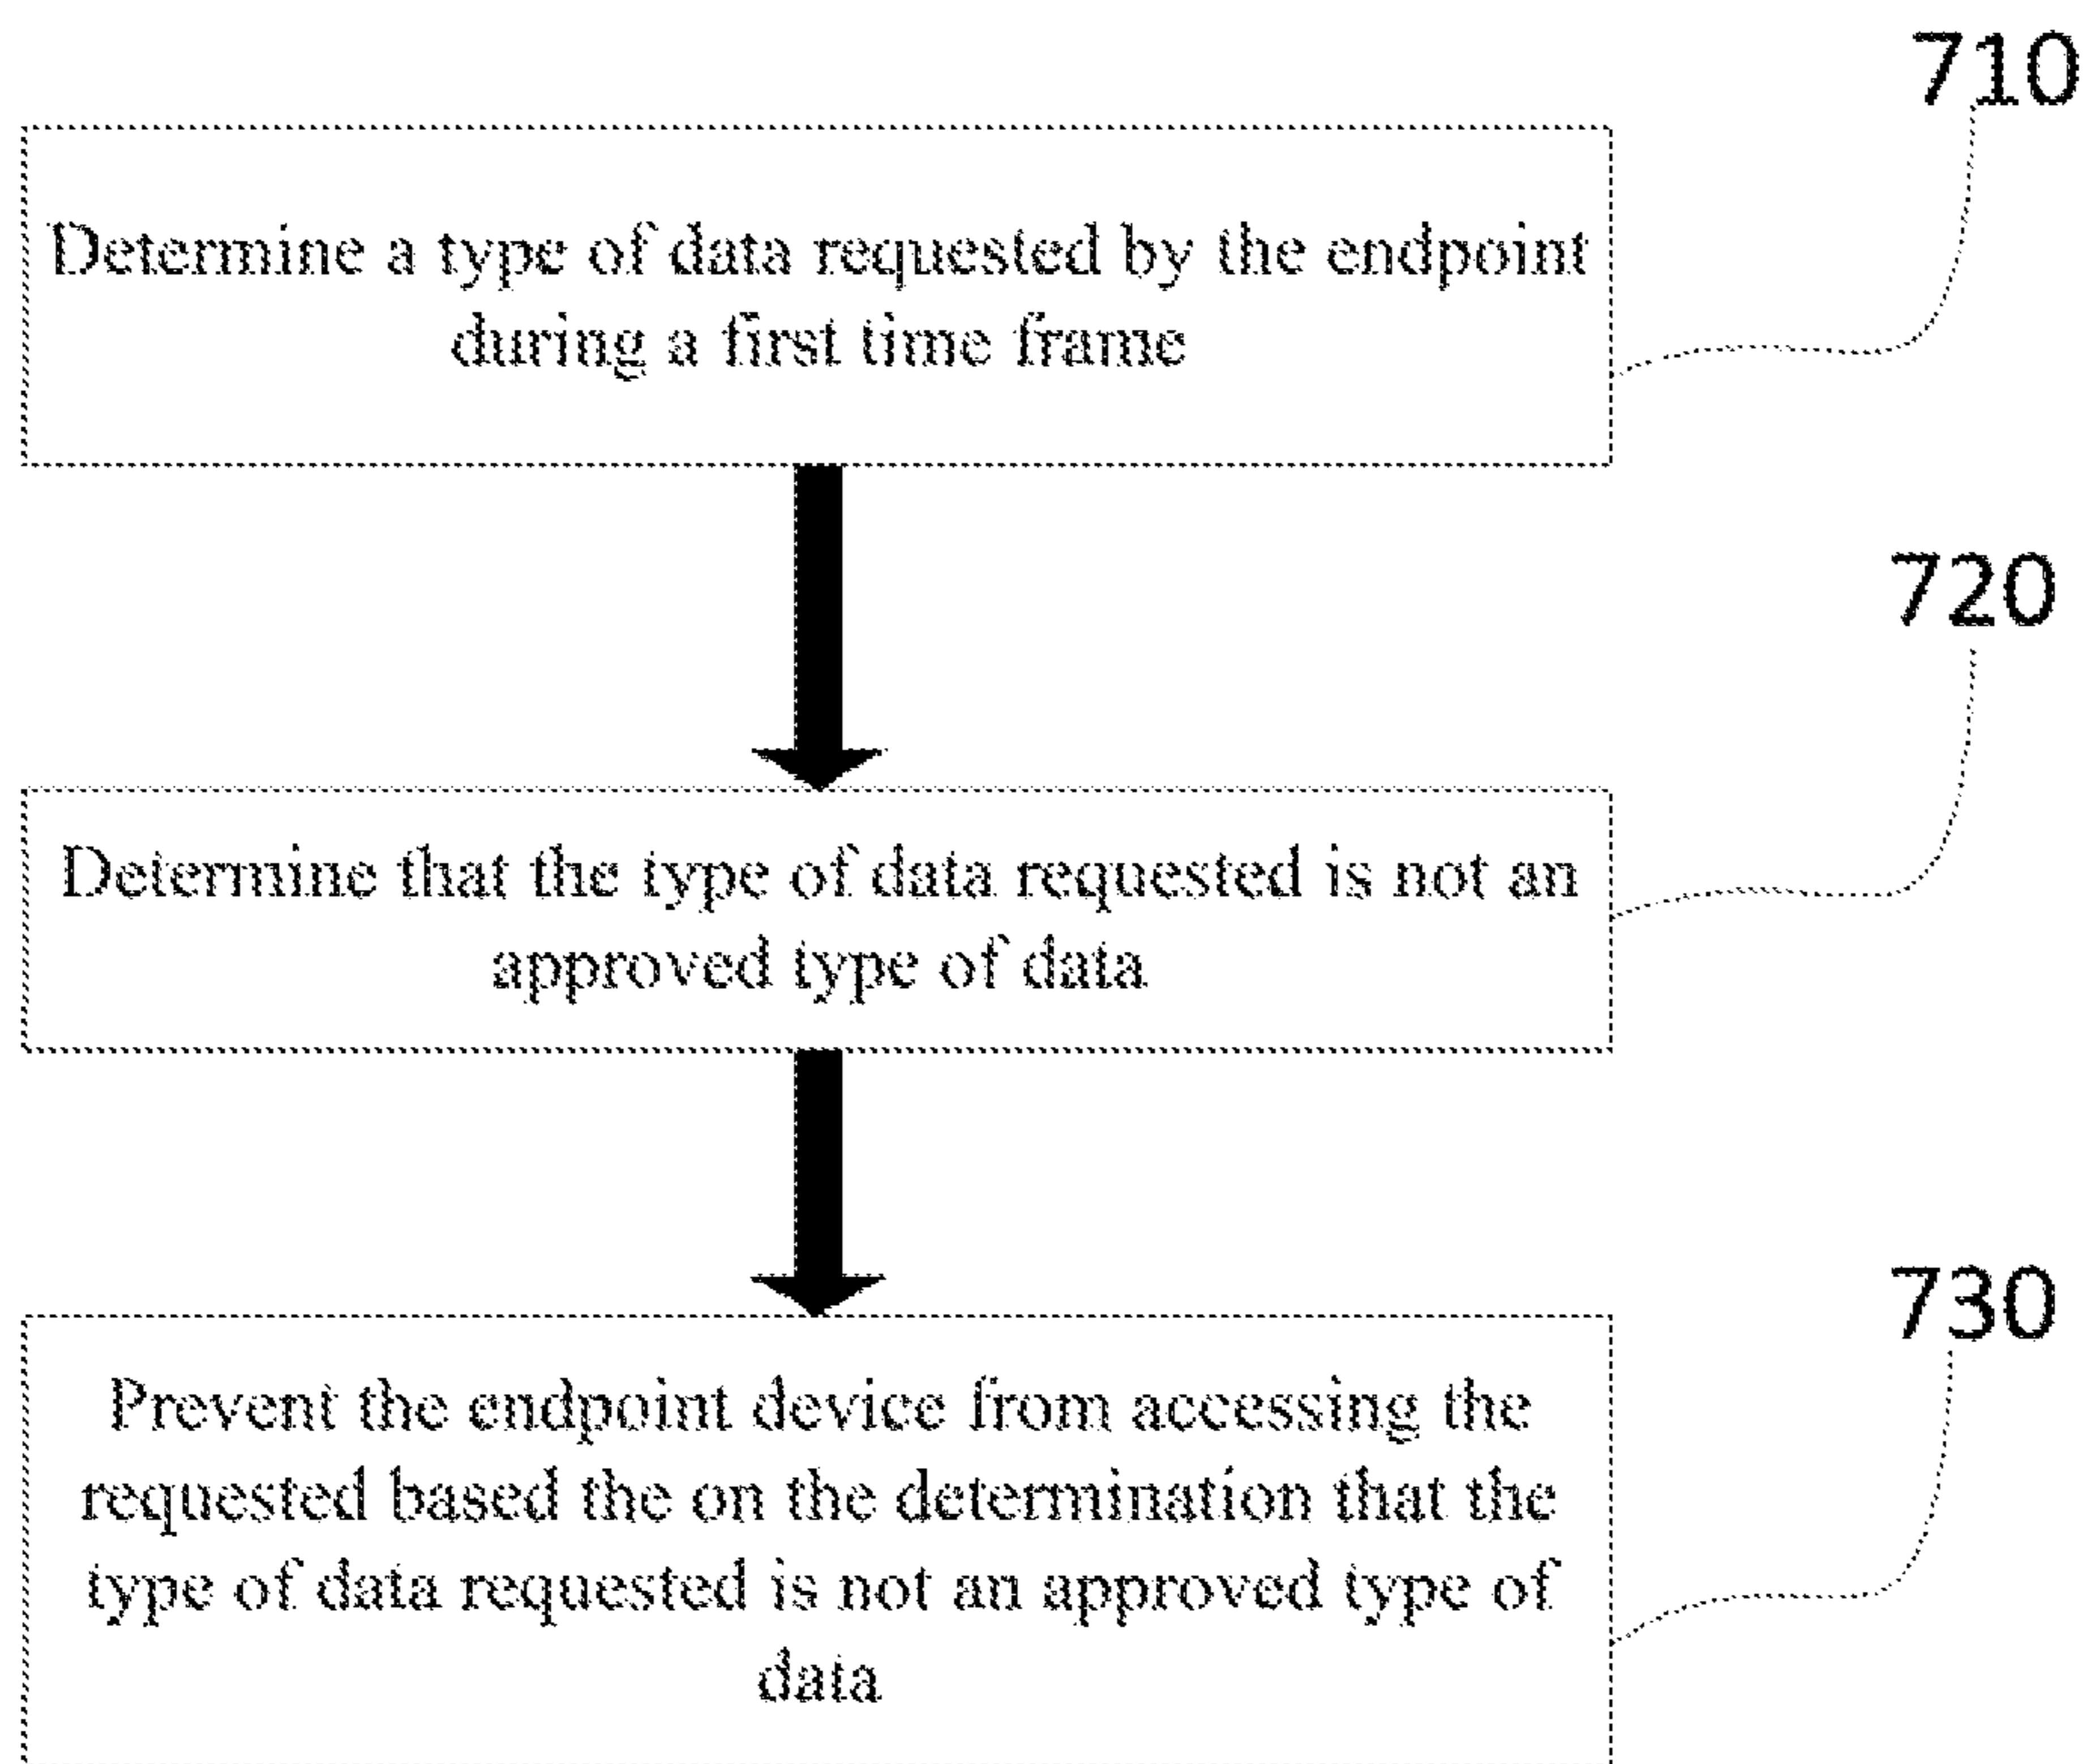 710
Determine a type of data requested by the endpoint
during a first time frame
720
Determine that the type of data requested is not an
approved type of data
730
Prevent the endpoint device from accessing the
requested based the on the determination that the
type of data requested is not an approved type of
data